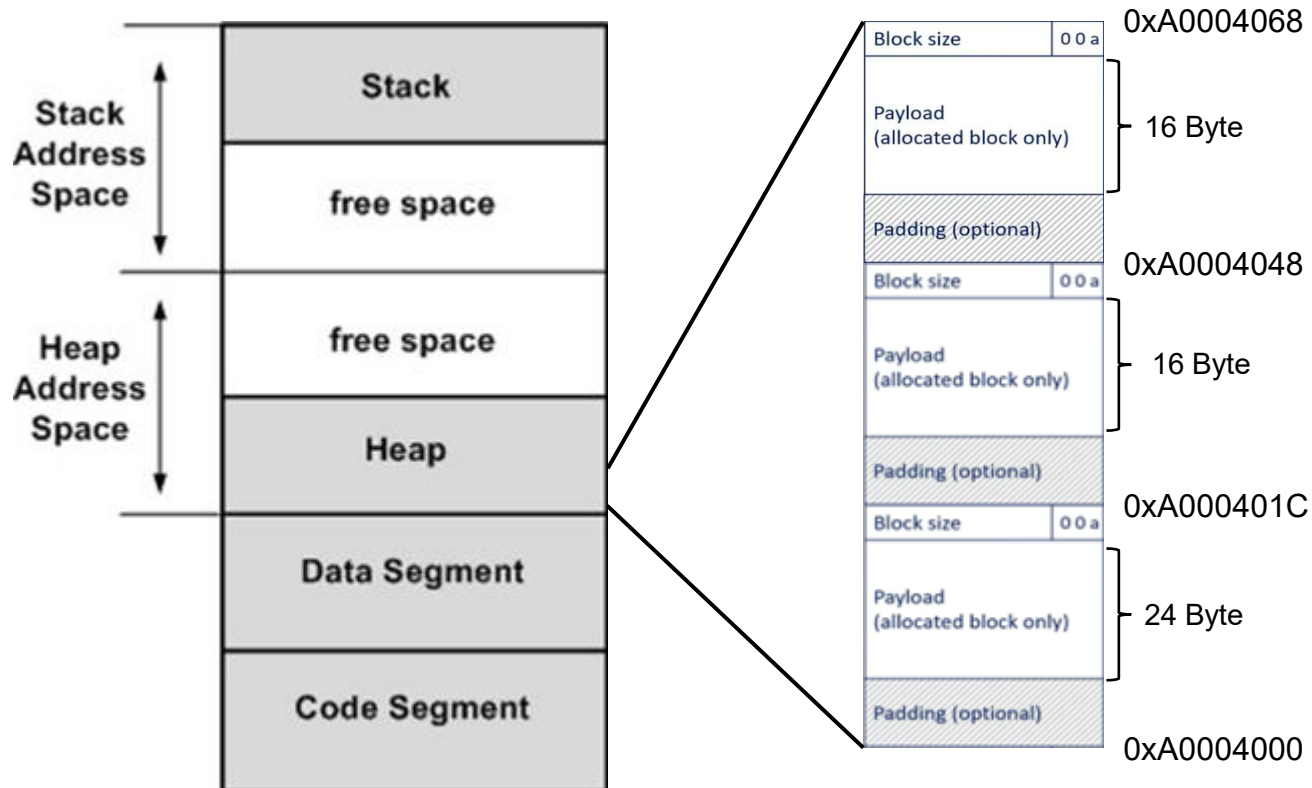 Stack
Address
Space
Heap
Address
Space
Stack
free space
free space
Heap
Data Segment
Code Segment
Block size 0 0 a
0xA0004068
Payload
(allocated block only)
16 Byte
Padding (optional)
0xA0004048
Block size 0 0 a
Payload
(allocated block only)
16 Byte
Padding (optional)
0xA000401C
Block size 0 0 a
Payload
(allocated block only)
24 Byte
Padding (optional)
0xA0004000